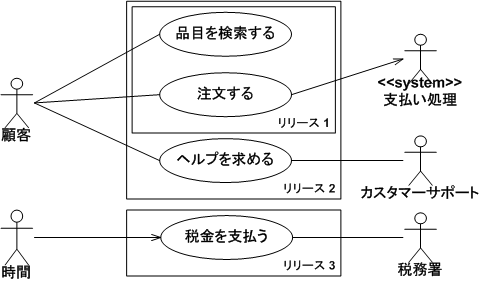 品目を検索する
注文する
リリース 1
<<system>>
支払い処理
顧客
ヘルプを求める
リリース 2
カスタマーサポート
税金を支払う
リリース 3
時間
税務署